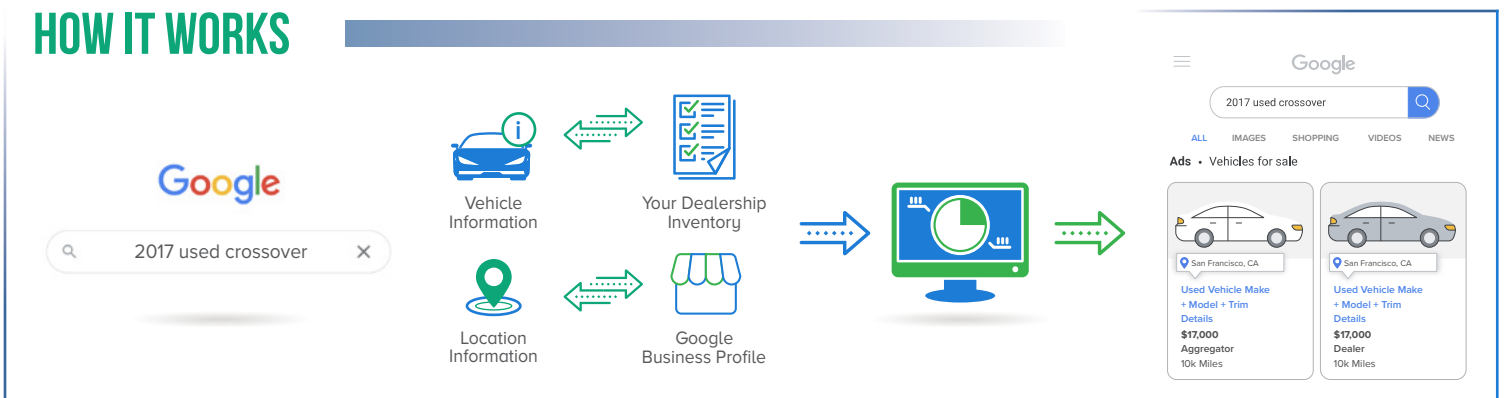 HOW IT WORKS
Google
2017 used crossover
Vehicle
Information
Your Dealership
Inventory
Location
Information
Google
Business Profile
Google
2017 used crossover
ALL IMAGES SHOPPING VIDEOS NEWS
Ads • Vehicles for sale
San Francisco, CA
Used Vehicle Make
+ Model + Trim
Details
$17,000
Aggregator
10k Miles
San Francisco, CA
Used Vehicle Make
+ Model + Trim
Details
$17,000
Dealer
10k Miles